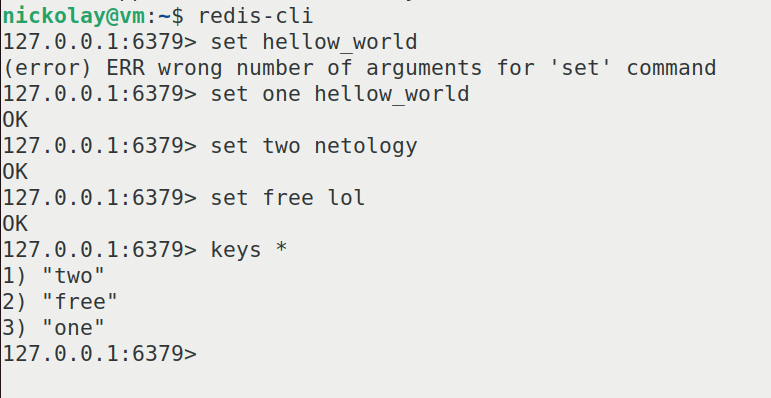 nickolay@vm:~$ redis-cli
127.0.0.1:6379> set hellow_world
(error) ERR wrong number of arguments for 'set' command
127.0.0.1:6379> set one hellow_world
OK
127.0.0.1:6379> set two netology
OK
127.0.0.1:6379> set free lol
OK
127.0.0.1:6379> keys *
1) "two"
2) "free"
3) "one"
127.0.0.1:6379>